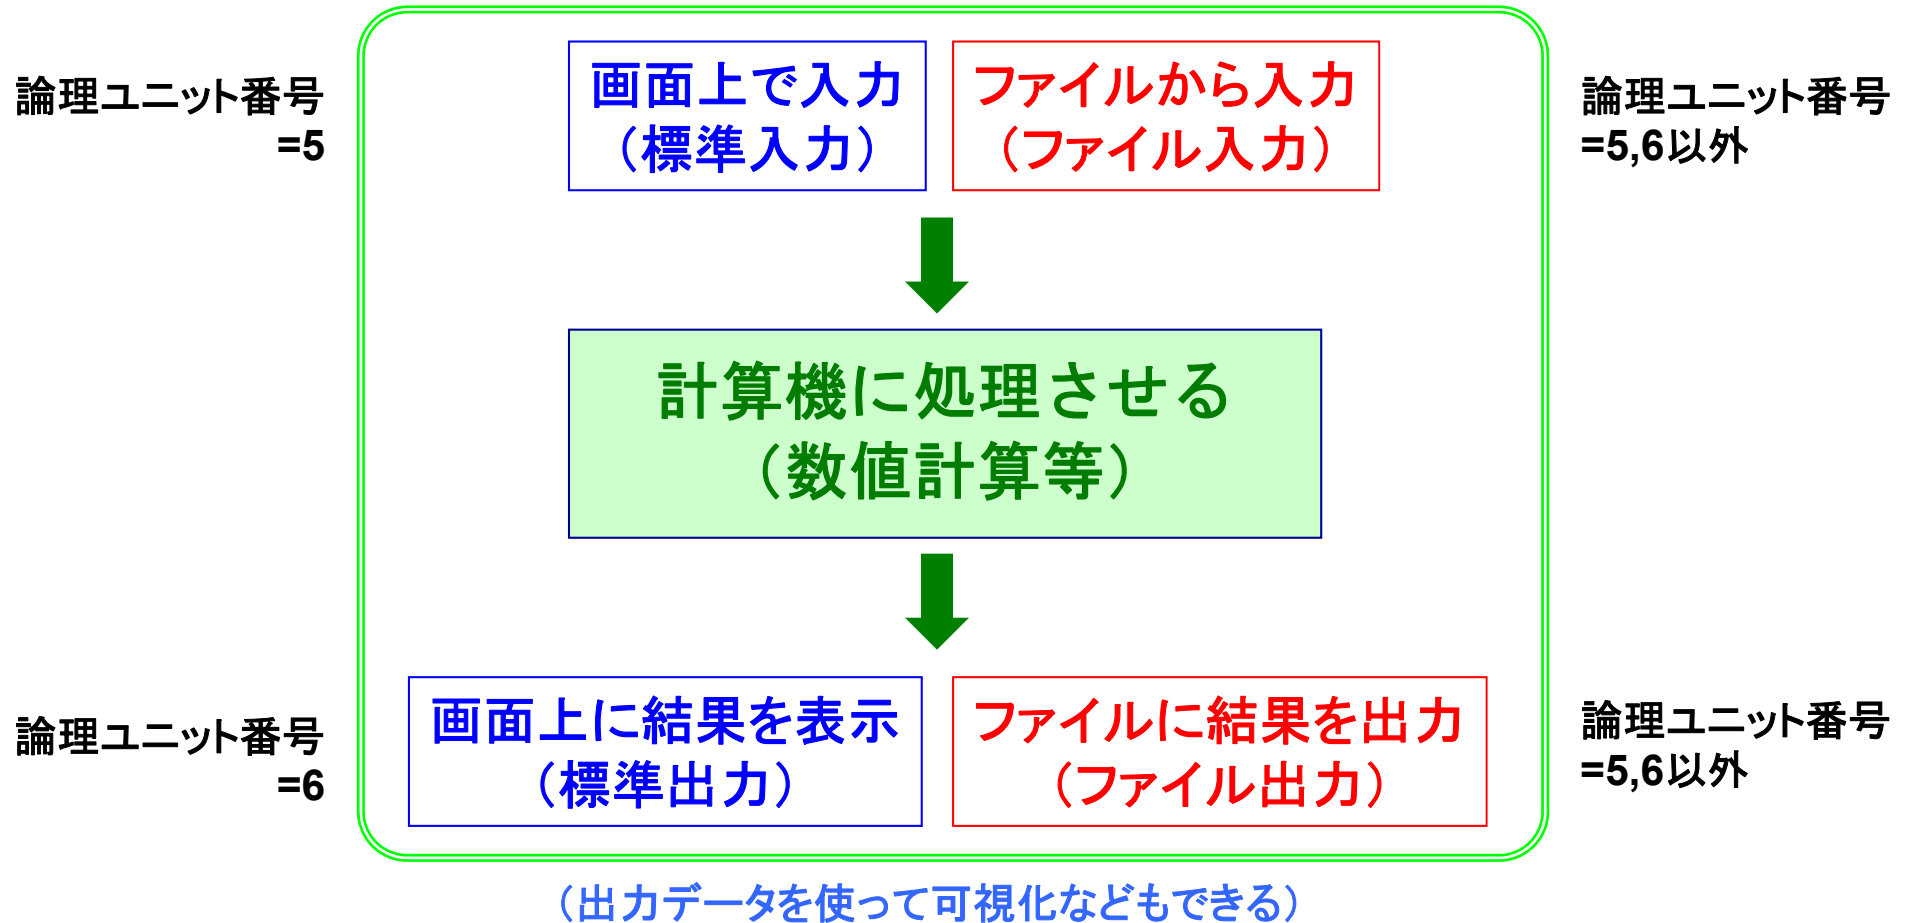 論理ユニット番号
=5
画面上で入力
（標準入力）
ファイルから入力
（ファイル入力）
論理ユニット番号
=5,6以外
計算機に処理させる
（数値計算等）
論理ユニット番号
=6
画面上に結果を表示
（標準出力）
ファイルに結果を出力
（ファイル出力）
論理ユニット番号
=5,6以外
（出力データを使って可視化などもできる）